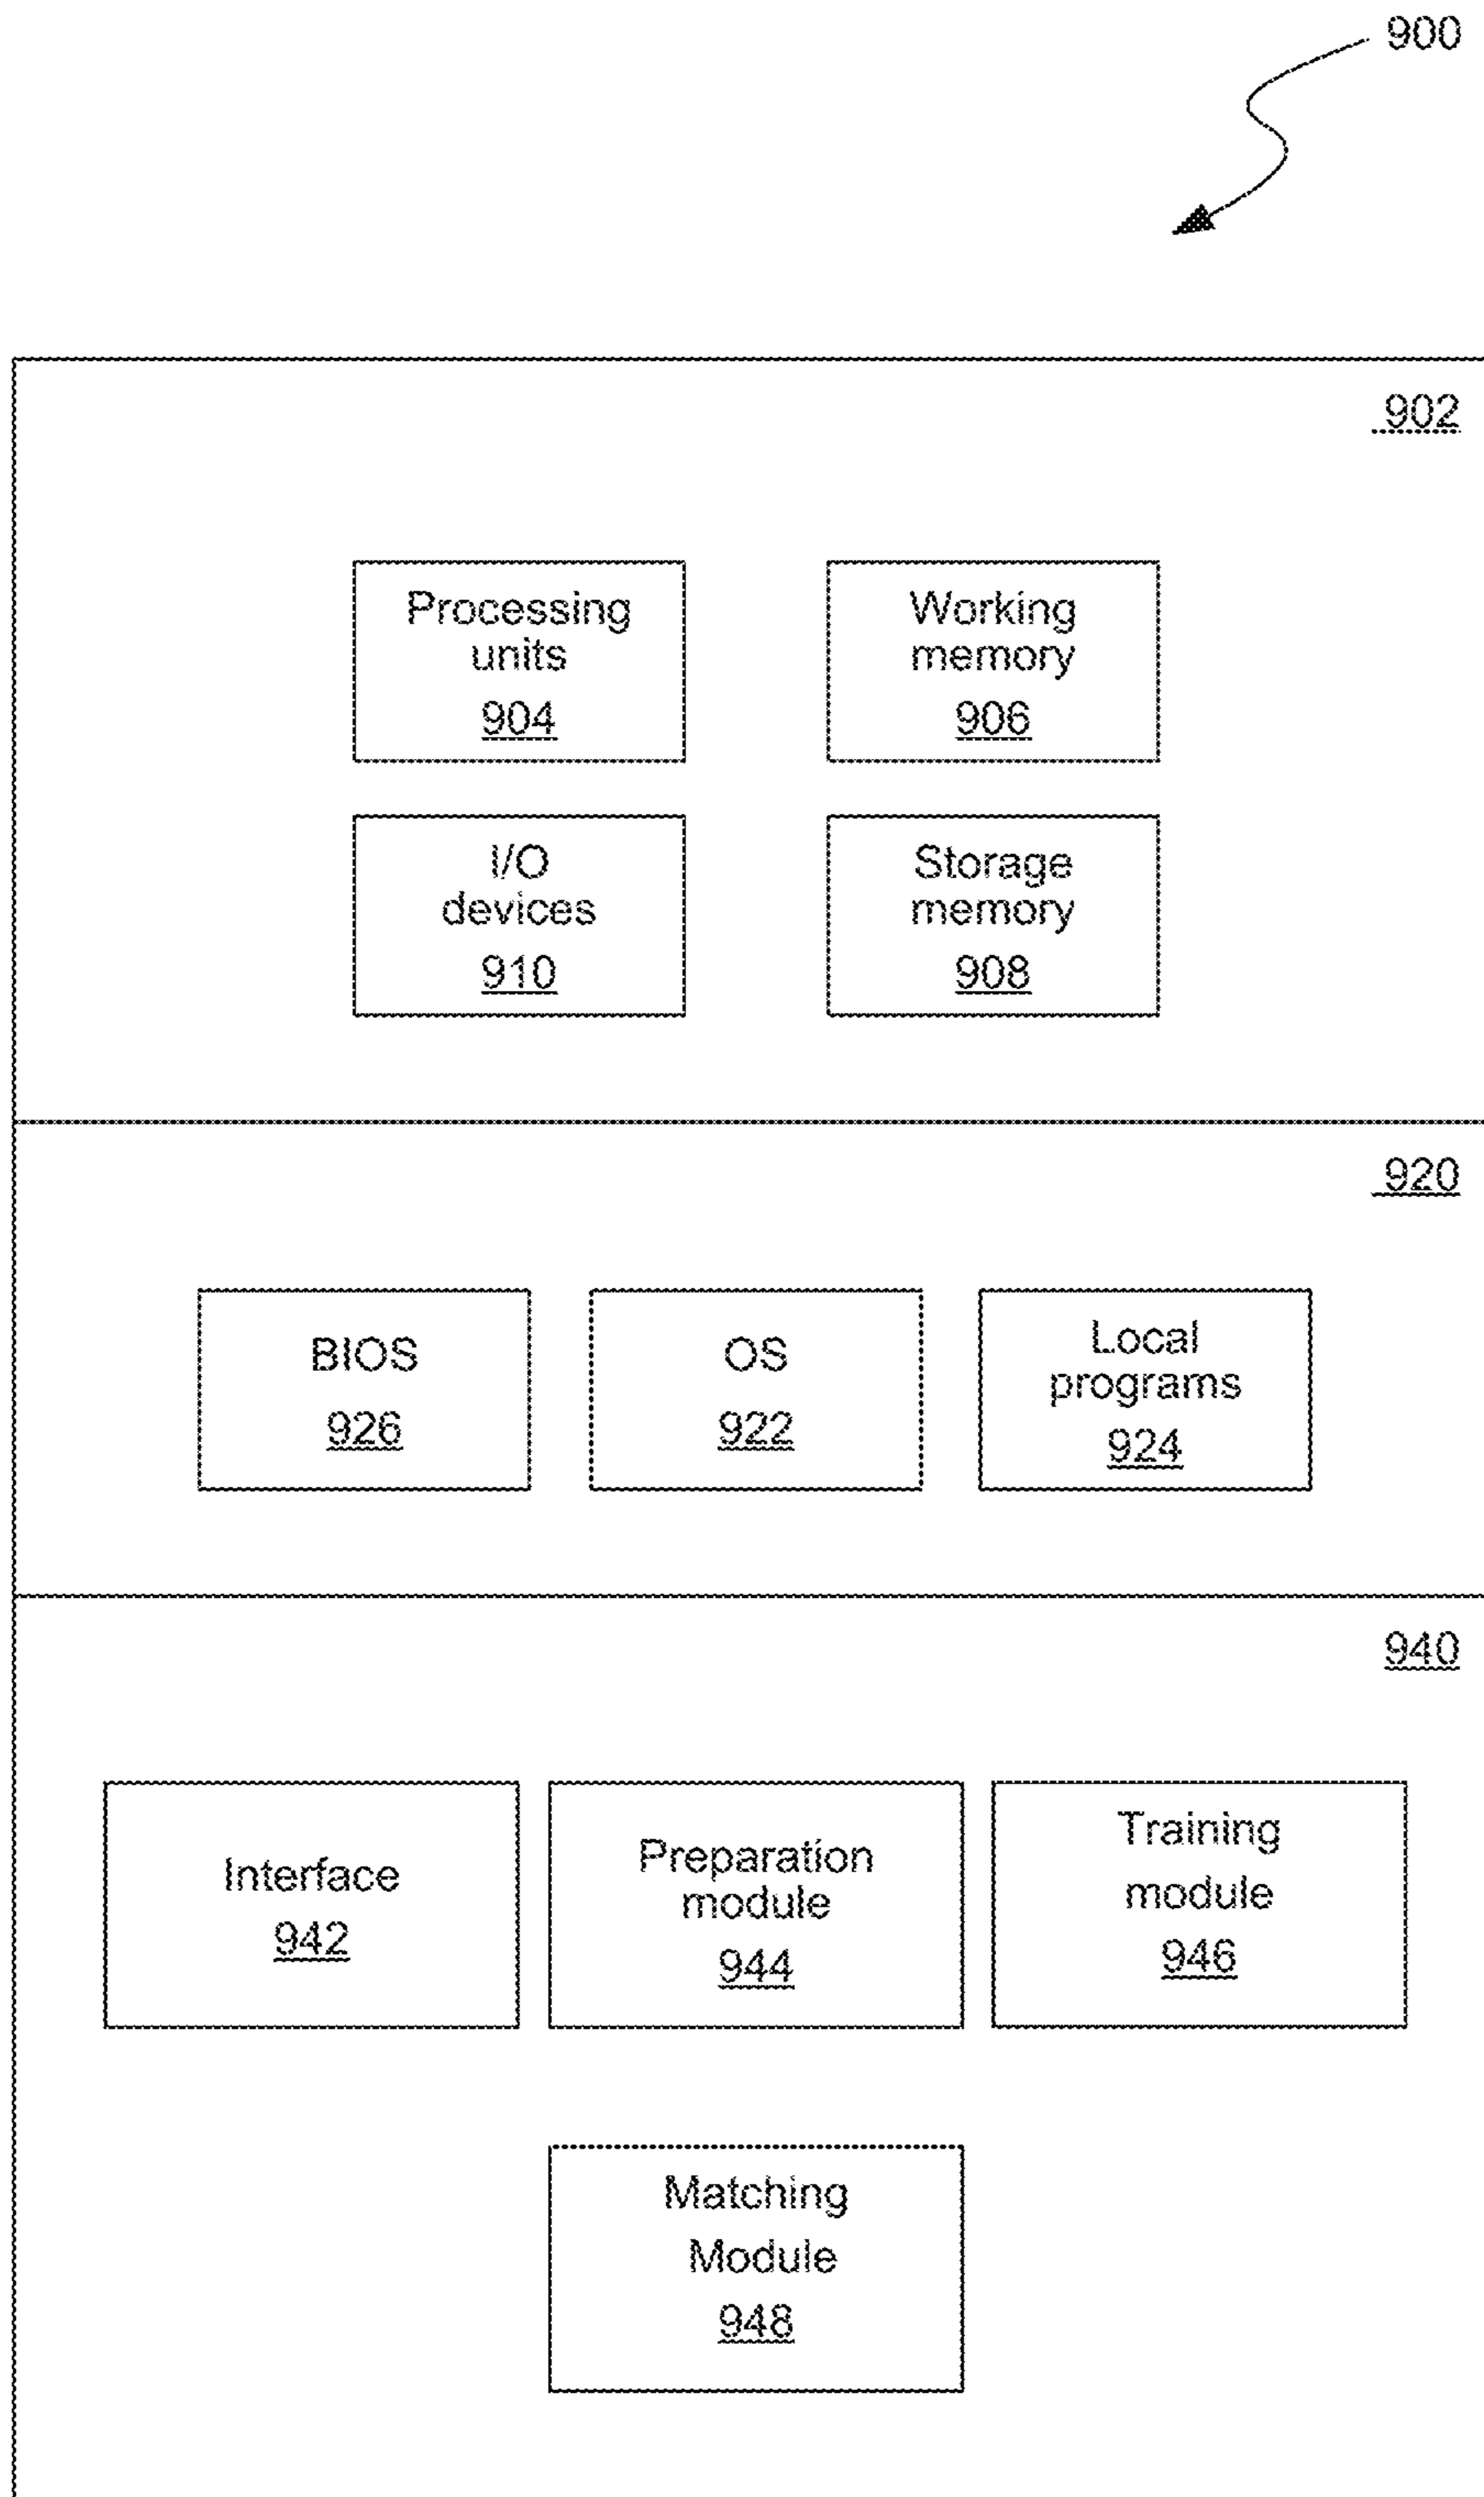 900
902
Processing
units
904
Working
memory
906
I/O
devices
910
Storage
memory
908
920
BIOS
926
OS
922
Local
programs
924
940
Interface
942
Preparation
module
944
Training
module
946
Matching
Module
948